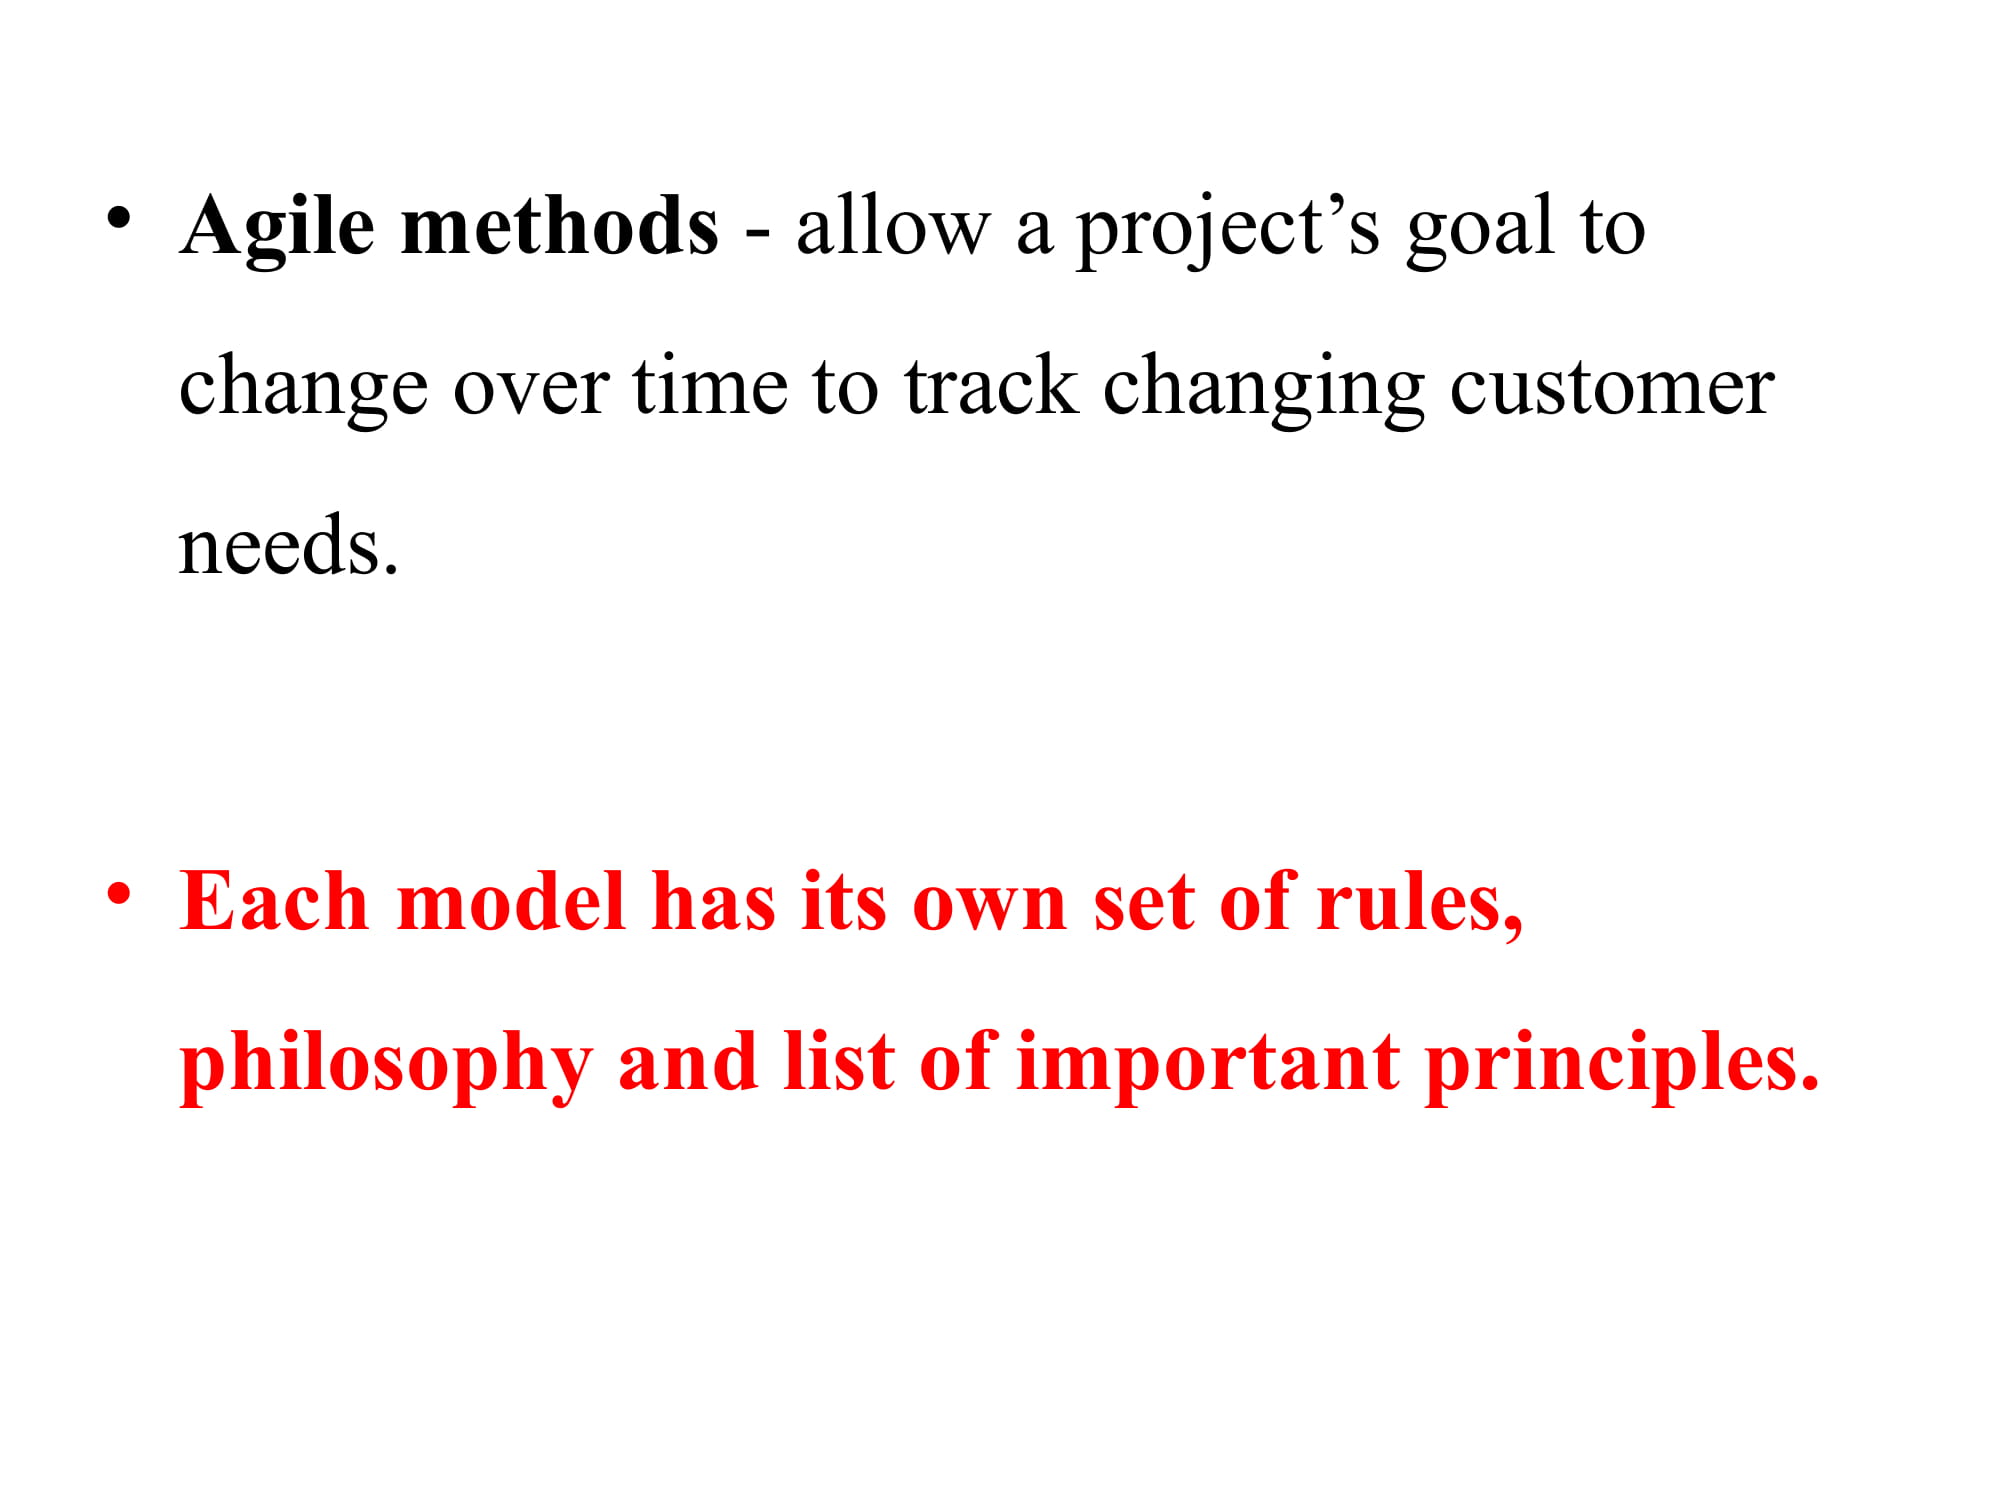 • Agile methods - allow a project’s goal to
change over time to track changing customer
needs.
• Each model has its own set of rules,
philosophy and list of important principles.